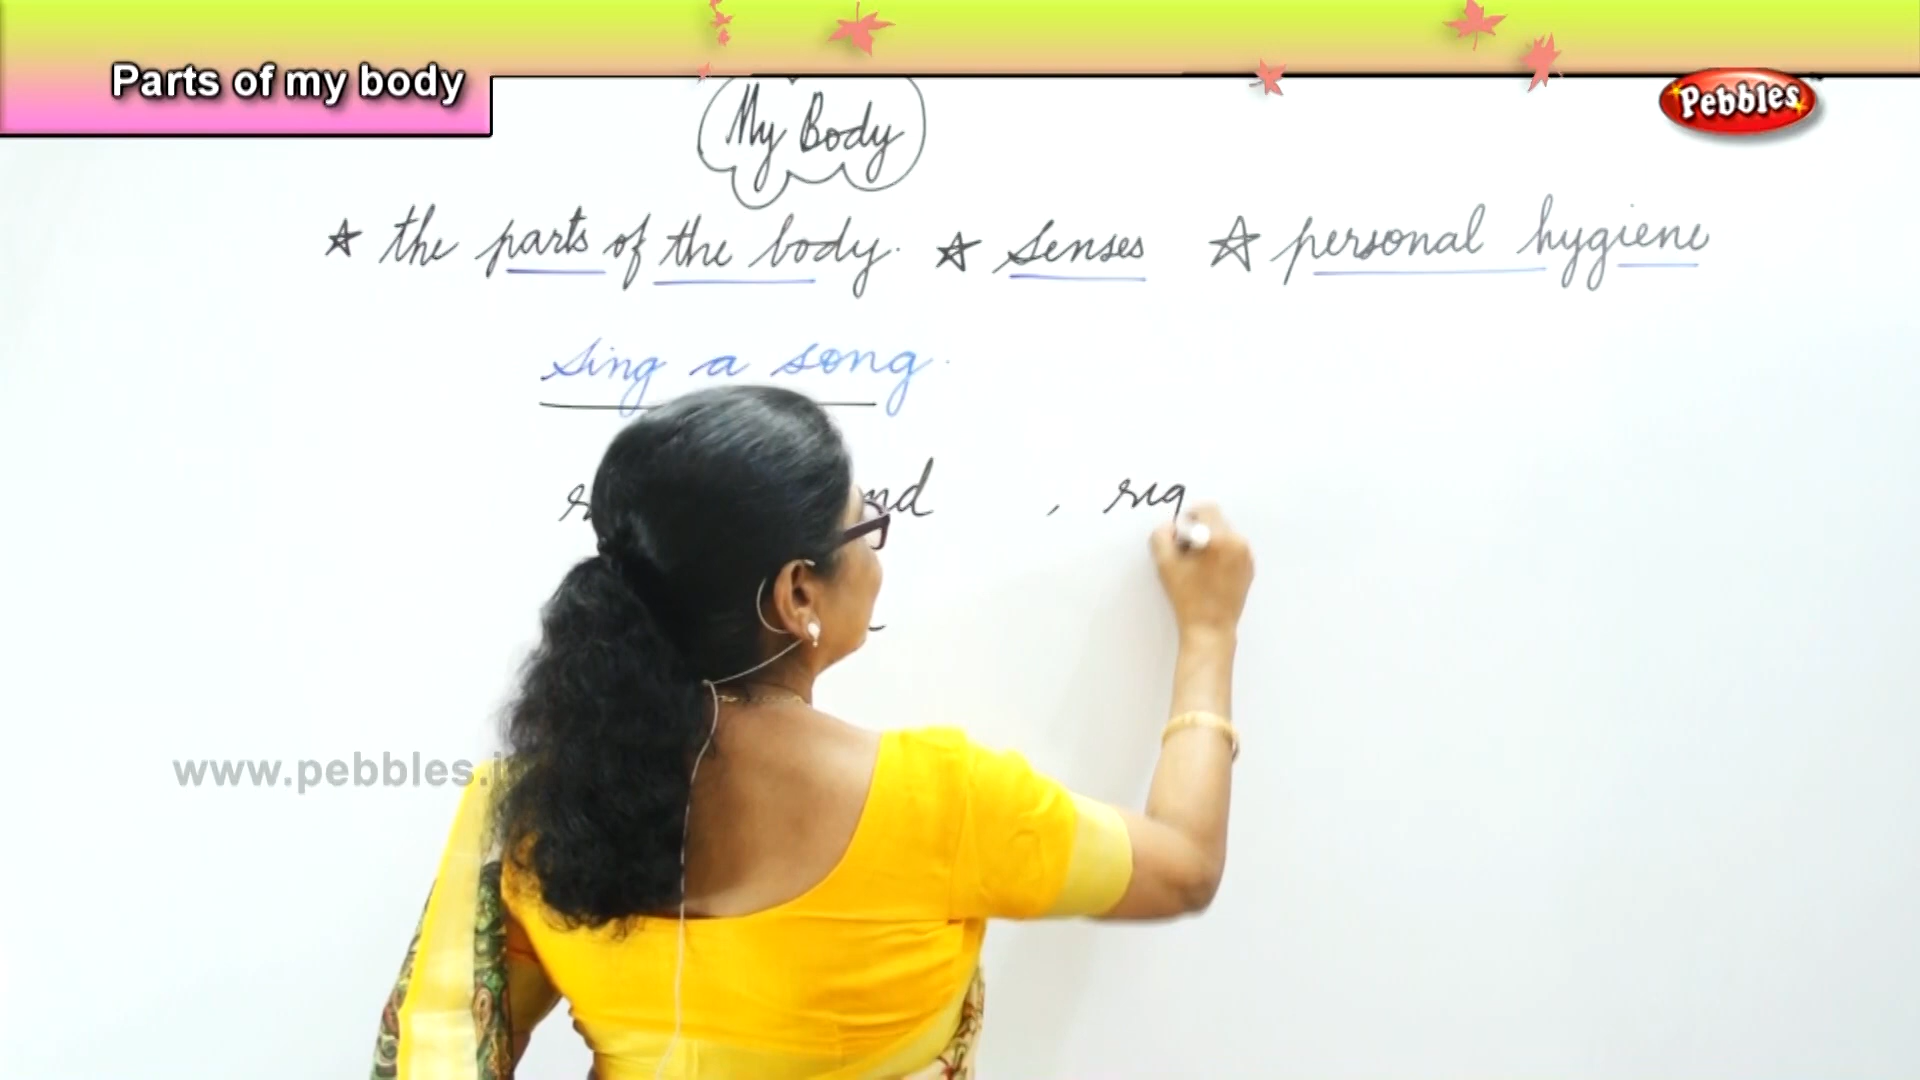 Parts of my body
Pebbles
My Body
☆ the parts of the body. ☆ senses ☆ personal hygiene
sing a song.
www.pebbles.i